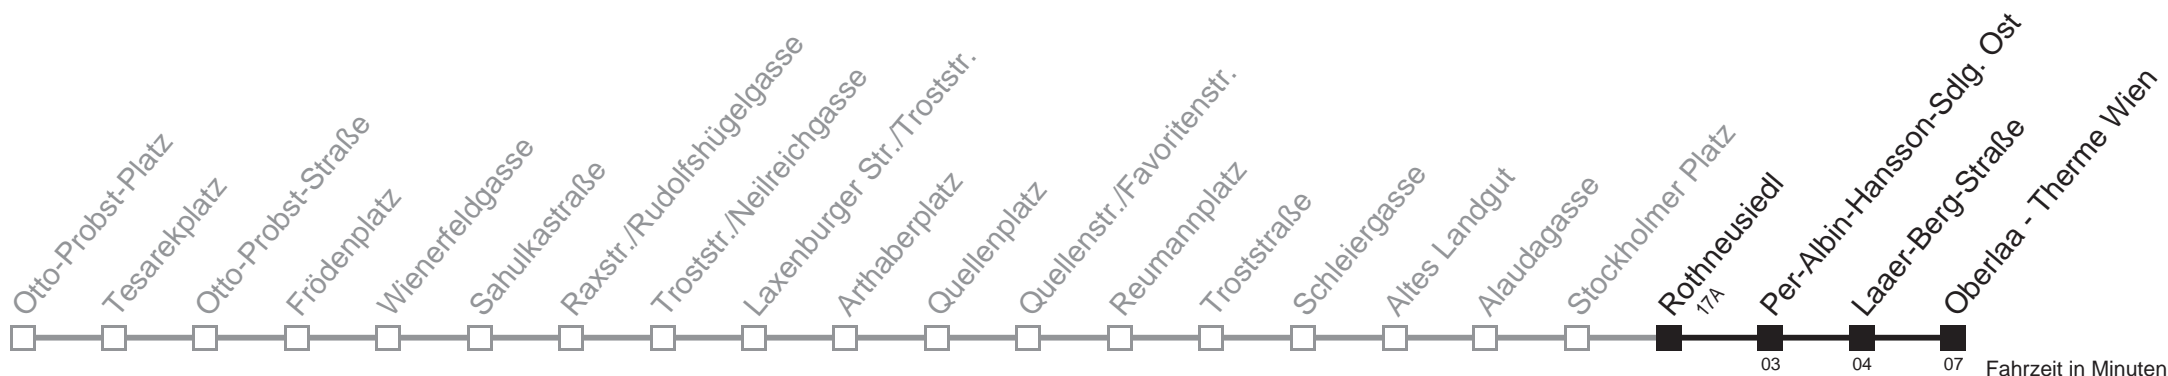 Otto-Probst-Platz
Tesarekplatz
Otto-Probst-Straße
Frödenplatz
Wienerfeldgasse
Sahulkastraße
Raxstr./Rudolfshügelgasse
Troststr./Neilreichgasse
Laxenburger Str./Troststr.
Arthaberplatz
Quellenplatz
Quellenstr./Favoritenstr.
Reumannplatz
Troststraße
Schleiergasse
Altes Landgut
Alaudagasse
Stockholmer Platz
Rothneusiedl
17A
Per-Albin-Hansson-Sdlg. Ost
Laaer-Berg-Straße
Oberlaa - Therme Wien
03
04
07
Fahrzeit in Minuten